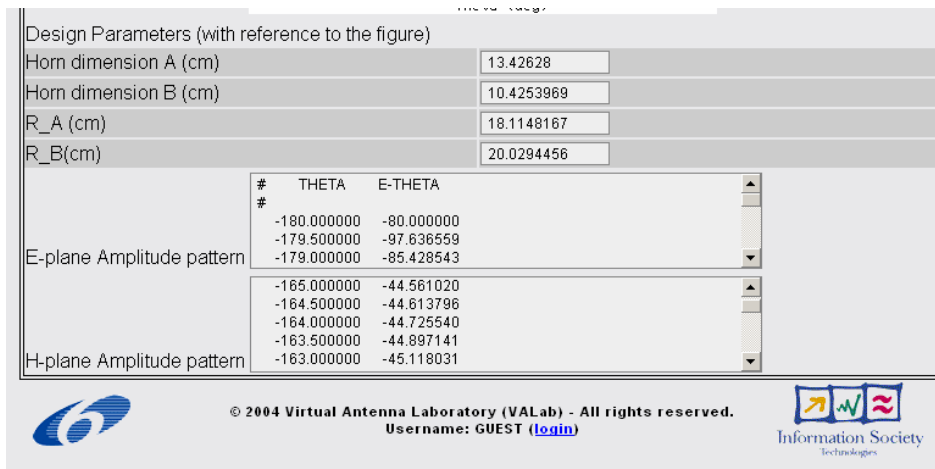 Theta (deg)
Design Parameters (with reference to the figure)
Horn dimension A (cm) 13.42628
Horn dimension B (cm) 10.4253969
R_A (cm) 18.1148167
R_B(cm) 20.0294456
# THETA E-THETA
#
-180.000000 -80.000000
-179.500000 -97.636559
E-plane Amplitude pattern -179.000000 -85.428543
-165.000000 -44.561020
-164.500000 -44.613796
-164.000000 -44.725540
-163.500000 -44.897141
H-plane Amplitude pattern -163.000000 -45.118031
© 2004 Virtual Antenna Laboratory (VALab) - All rights reserved.
Username: GUEST (login)
6
Information Society
Technologies